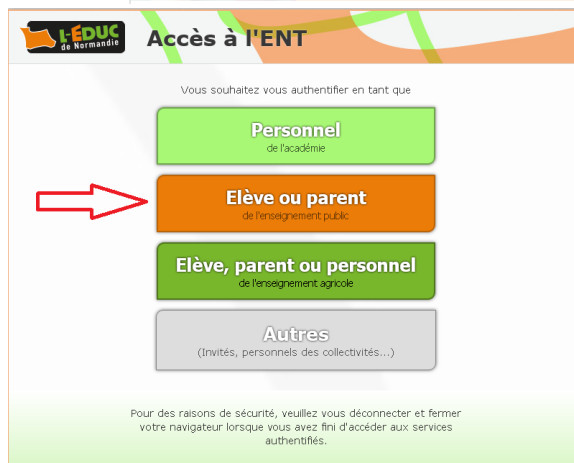 L'ÉDUC
de Normandie
Accès à l'ENT
Vous souhaitez vous authentifier en tant que
Personnel
de l'académie
Elève ou parent
de l'enseignement public
Elève, parent ou personnel
de l'enseignement agricole
Autres
(Invités, personnels des collectivités...)
Pour des raisons de sécurité, veuillez vous déconnecter et fermer
votre navigateur lorsque vous avez fini d'accéder aux services
authentifiés.